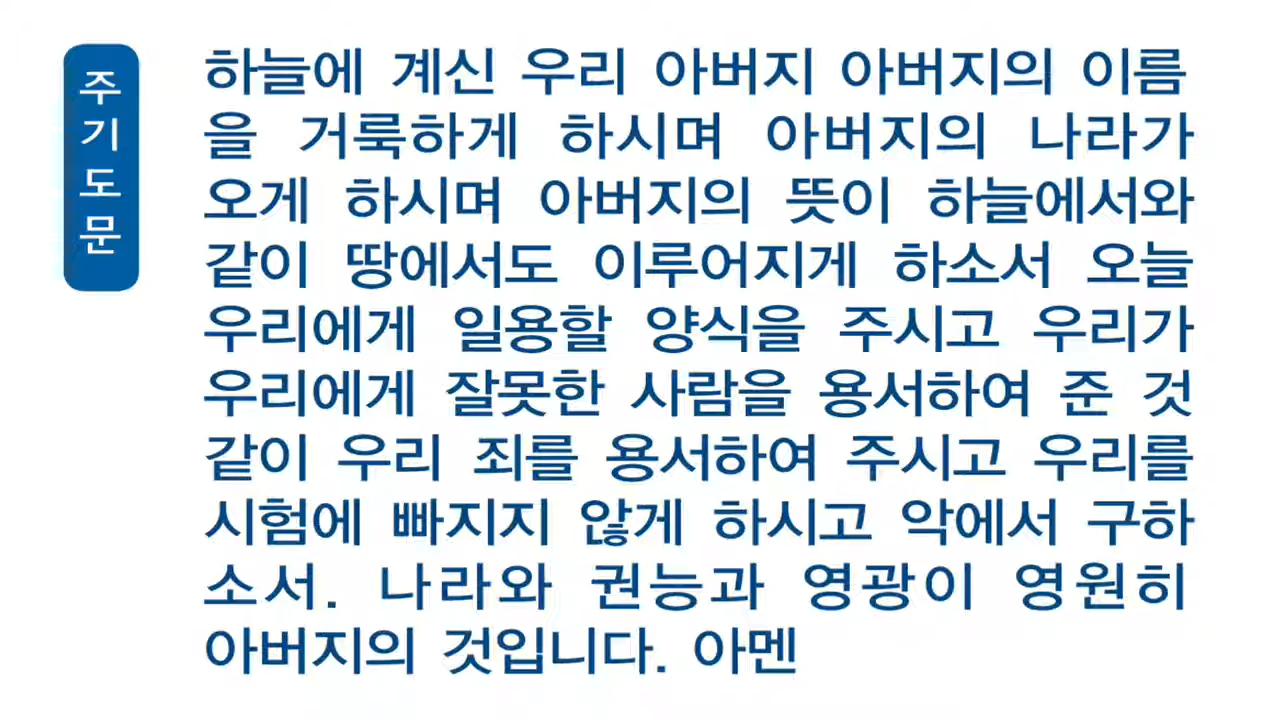 주기도문
하늘에 계신 우리 아버지 아버지의 이름
을 거룩하게 하시며 아버지의 나라가
오게 하시며 아버지의 뜻이 하늘에서와
같이 땅에서도 이루어지게 하소서 오늘
우리에게 일용할 양식을 주시고 우리가
우리에게 잘못한 사람을 용서하여 준 것
같이 우리 죄를 용서하여 주시고 우리를
시험에 빠지지 않게 하시고 악에서 구하
소서. 나라와 권능과 영광이 영원히
아버지의 것입니다. 아멘